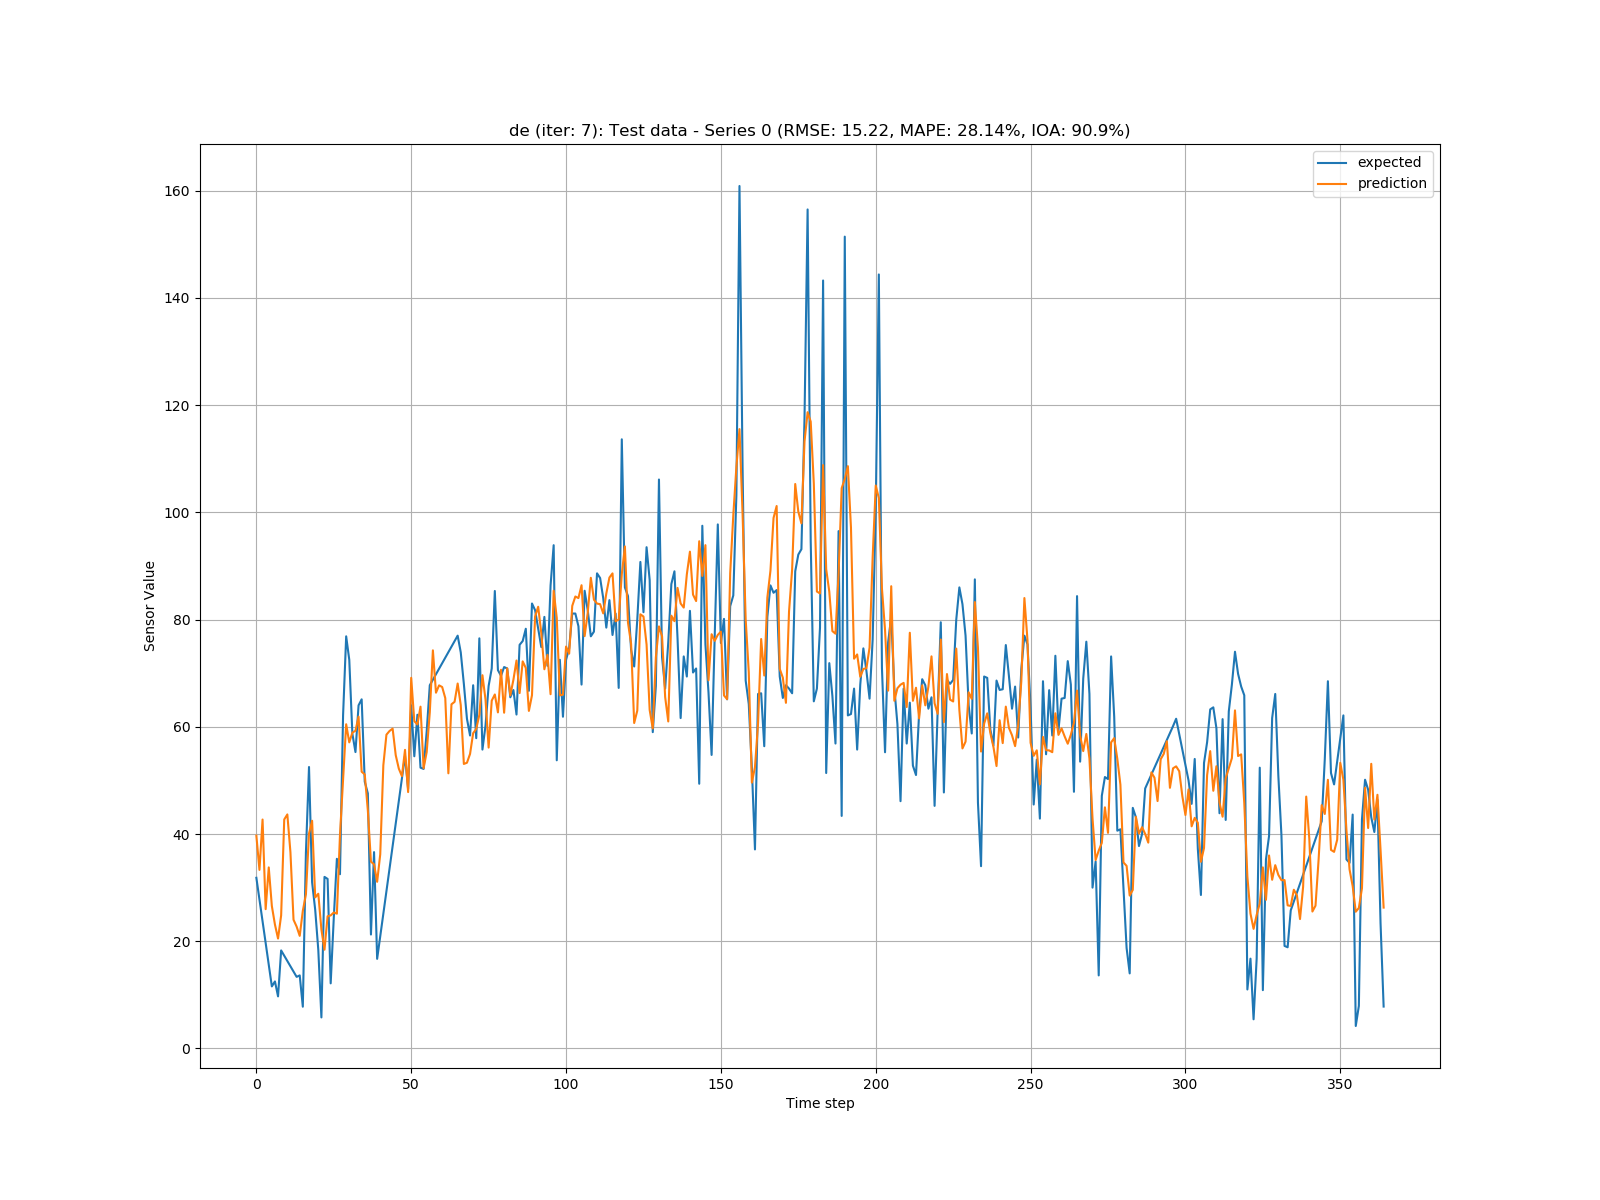 de (iter: 7): Test data - Series 0 (RMSE: 15.22, MAPE: 28.14%, IOA: 90.9%)
expected
prediction
160
140
120
100
80
60
40
20
0
Sensor Value
0 50 100 150 200 250 300 350
Time step